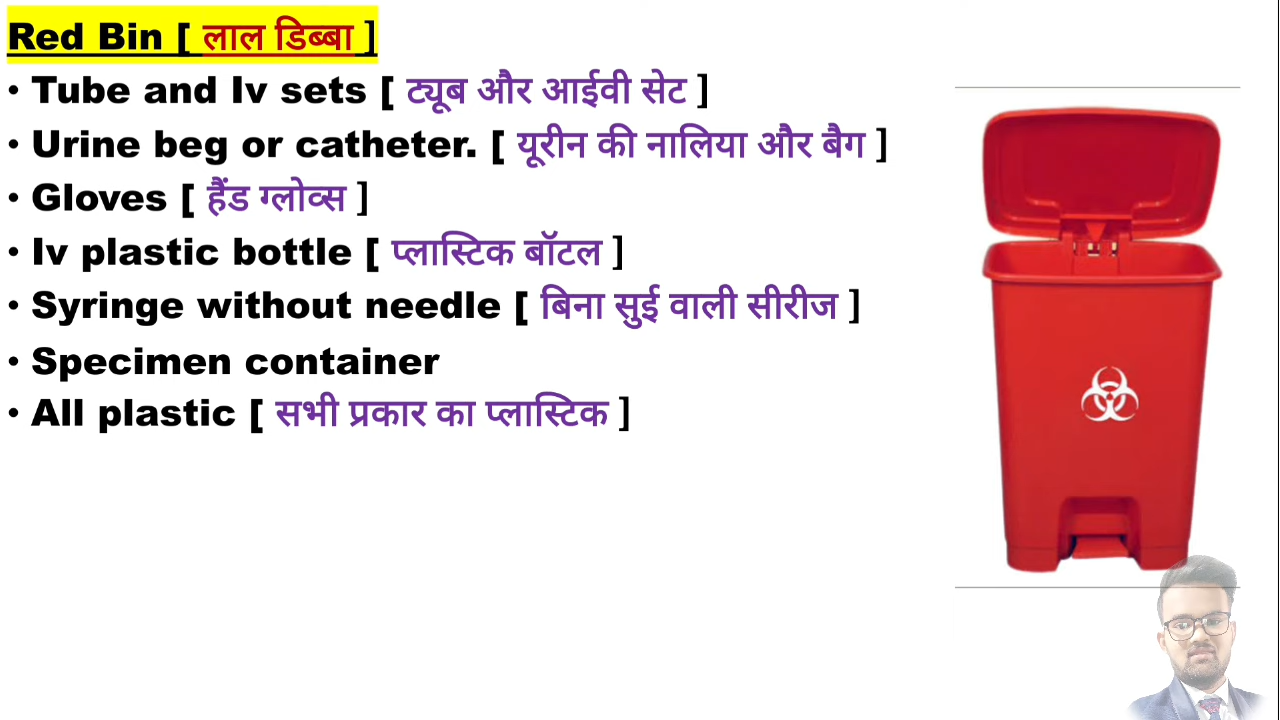 Red Bin [ लाल डिब्बा ]
• Tube and Iv sets [ ट्यूब और आईवी सेट ]
• Urine beg or catheter. [ यूरीन की नालिया और बैग ]
• Gloves [ हैंड ग्लोव्स ]
• Iv plastic bottle [ प्लास्टिक बॉटल ]
• Syringe without needle [ बिना सुई वाली सीरीज ]
• Specimen container
• All plastic [ सभी प्रकार का प्लास्टिक ]